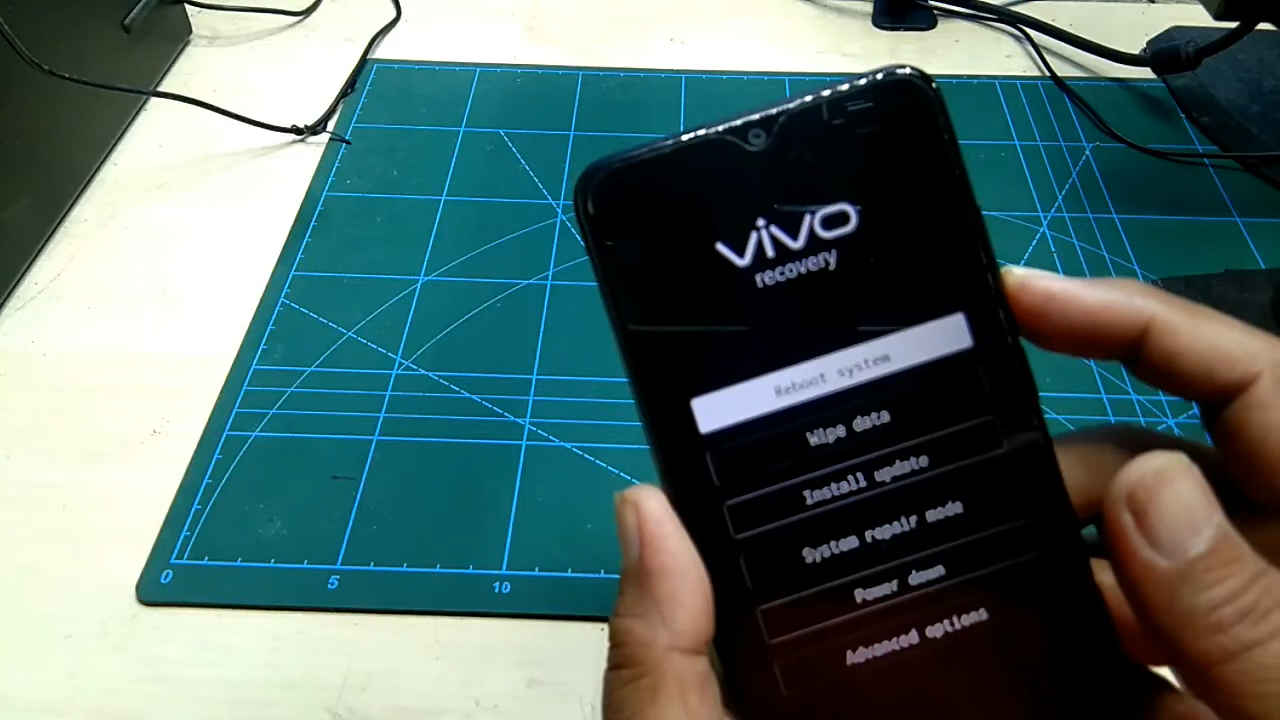 vivo
recovery
Reboot system
Wipe data
Install update
System repair mode
Power down
Advanced options
0
5
10